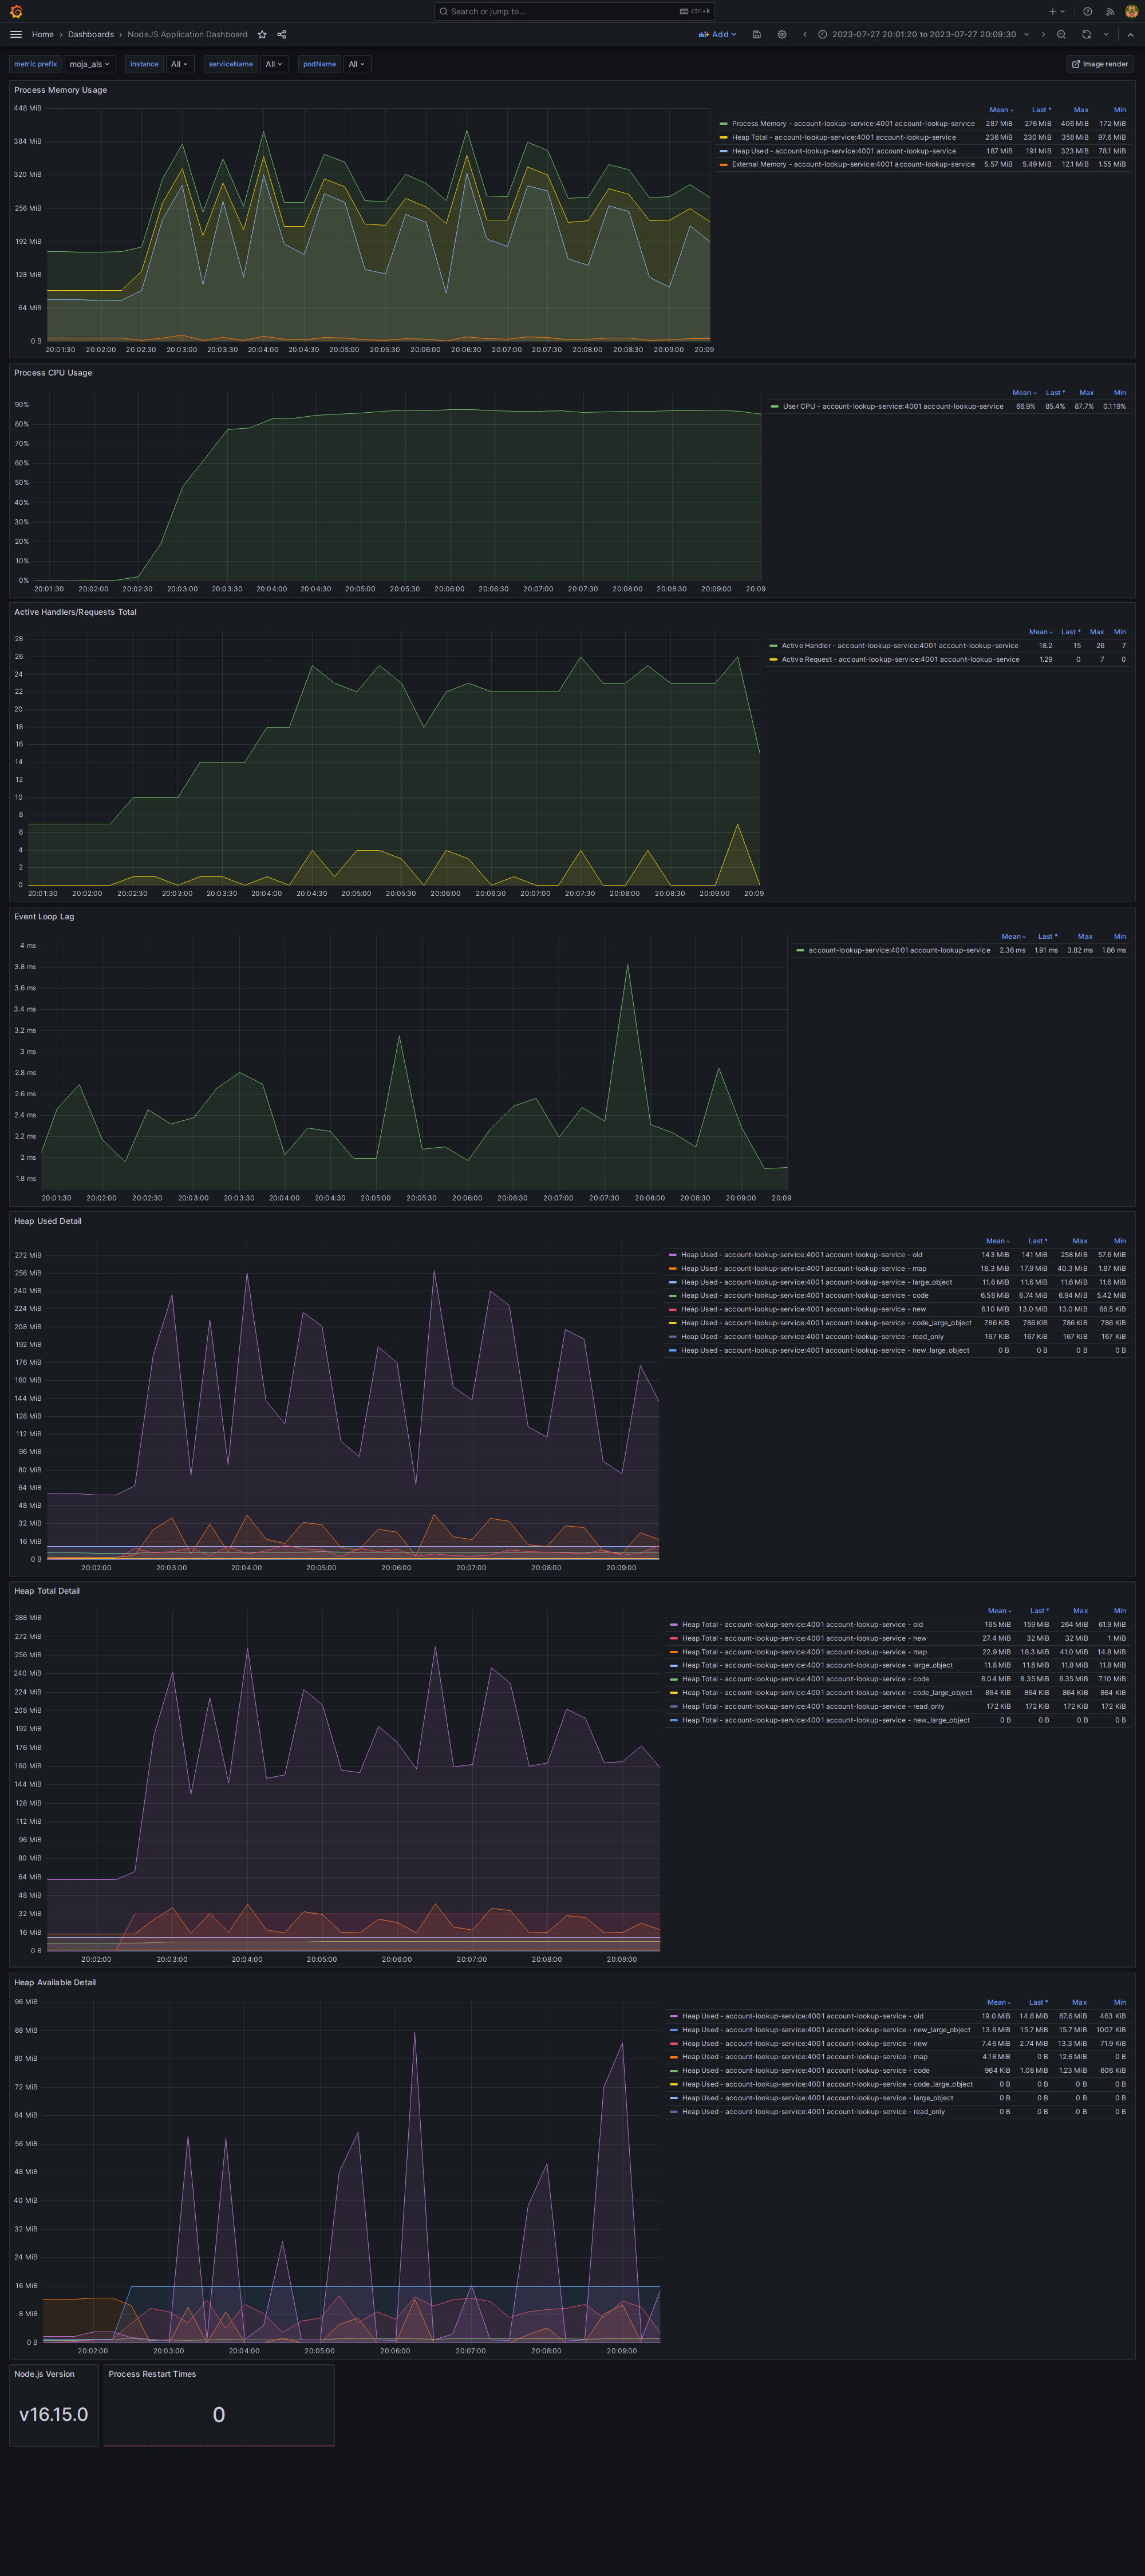 Search or jump to...
ctrl+k
Home › Dashboards › NodeJS Application Dashboard
Add
2023-07-27 20:01:20 to 2023-07-27 20:09:30
metric prefix moja_als instance All serviceName All podName All
Image render
Process Memory Usage
448 MiB
384 MiB
320 MiB
256 MiB
192 MiB
128 MiB
64 MiB
0 B
20:01:30 20:02:00 20:02:30 20:03:00 20:03:30 20:04:00 20:04:30 20:05:00 20:05:30 20:06:00 20:06:30 20:07:00 20:07:30 20:08:00 20:08:30 20:09:00 20:09
Mean Last * Max Min
Process Memory - account-lookup-service:4001 account-lookup-service 287 MiB 276 MiB 406 MiB 172 MiB
Heap Total - account-lookup-service:4001 account-lookup-service 236 MiB 230 MiB 358 MiB 97.6 MiB
Heap Used - account-lookup-service:4001 account-lookup-service 187 MiB 191 MiB 323 MiB 78.1 MiB
External Memory - account-lookup-service:4001 account-lookup-service 5.57 MiB 5.49 MiB 12.1 MiB 1.55 MiB
Process CPU Usage
90%
80%
70%
60%
50%
40%
30%
20%
10%
0%
20:01:30 20:02:00 20:02:30 20:03:00 20:03:30 20:04:00 20:04:30 20:05:00 20:05:30 20:06:00 20:06:30 20:07:00 20:07:30 20:08:00 20:08:30 20:09:00 20:09
Mean Last * Max Min
User CPU - account-lookup-service:4001 account-lookup-service 66.9% 85.4% 87.7% 0.119%
Active Handlers/Requests Total
28
26
24
22
20
18
16
14
12
10
8
6
4
2
0
20:01:30 20:02:00 20:02:30 20:03:00 20:03:30 20:04:00 20:04:30 20:05:00 20:05:30 20:06:00 20:06:30 20:07:00 20:07:30 20:08:00 20:08:30 20:09:00 20:09
Mean Last * Max Min
Active Handler - account-lookup-service:4001 account-lookup-service 18.2 15 26 7
Active Request - account-lookup-service:4001 account-lookup-service 1.29 0 7 0
Event Loop Lag
4 ms
3.8 ms
3.6 ms
3.4 ms
3.2 ms
3 ms
2.8 ms
2.6 ms
2.4 ms
2.2 ms
2 ms
1.8 ms
20:01:30 20:02:00 20:02:30 20:03:00 20:03:30 20:04:00 20:04:30 20:05:00 20:05:30 20:06:00 20:06:30 20:07:00 20:07:30 20:08:00 20:08:30 20:09:00 20:09
Mean Last * Max Min
account-lookup-service:4001 account-lookup-service 2.36 ms 1.91 ms 3.82 ms 1.86 ms
Heap Used Detail
272 MiB
256 MiB
240 MiB
224 MiB
208 MiB
192 MiB
176 MiB
160 MiB
144 MiB
128 MiB
112 MiB
96 MiB
80 MiB
64 MiB
48 MiB
32 MiB
16 MiB
0 B
20:02:00 20:03:00 20:04:00 20:05:00 20:06:00 20:07:00 20:08:00 20:09:00
Mean Last * Max Min
Heap Used - account-lookup-service:4001 account-lookup-service - old 143 MiB 141 MiB 258 MiB 57.6 MiB
Heap Used - account-lookup-service:4001 account-lookup-service - map 18.3 MiB 17.9 MiB 40.3 MiB 1.87 MiB
Heap Used - account-lookup-service:4001 account-lookup-service - large_object 11.6 MiB 11.6 MiB 11.6 MiB 11.6 MiB
Heap Used - account-lookup-service:4001 account-lookup-service - code 6.58 MiB 6.74 MiB 6.94 MiB 5.42 MiB
Heap Used - account-lookup-service:4001 account-lookup-service - new 6.10 MiB 13.0 MiB 13.0 MiB 66.5 KiB
Heap Used - account-lookup-service:4001 account-lookup-service - code_large_object 786 KiB 786 KiB 786 KiB 786 KiB
Heap Used - account-lookup-service:4001 account-lookup-service - read_only 167 KiB 167 KiB 167 KiB 167 KiB
Heap Used - account-lookup-service:4001 account-lookup-service - new_large_object 0 B 0 B 0 B 0 B
Heap Total Detail
288 MiB
272 MiB
256 MiB
240 MiB
224 MiB
208 MiB
192 MiB
176 MiB
160 MiB
144 MiB
128 MiB
112 MiB
96 MiB
80 MiB
64 MiB
48 MiB
32 MiB
16 MiB
0 B
20:02:00 20:03:00 20:04:00 20:05:00 20:06:00 20:07:00 20:08:00 20:09:00
Mean Last * Max Min
Heap Total - account-lookup-service:4001 account-lookup-service - old 165 MiB 159 MiB 264 MiB 61.9 MiB
Heap Total - account-lookup-service:4001 account-lookup-service - new 27.4 MiB 32 MiB 32 MiB 1 MiB
Heap Total - account-lookup-service:4001 account-lookup-service - map 22.9 MiB 18.3 MiB 41.0 MiB 14.8 MiB
Heap Total - account-lookup-service:4001 account-lookup-service - large_object 11.8 MiB 11.8 MiB 11.8 MiB 11.8 MiB
Heap Total - account-lookup-service:4001 account-lookup-service - code 8.04 MiB 8.35 MiB 8.35 MiB 7.10 MiB
Heap Total - account-lookup-service:4001 account-lookup-service - code_large_object 864 KiB 864 KiB 864 KiB 864 KiB
Heap Total - account-lookup-service:4001 account-lookup-service - read_only 172 KiB 172 KiB 172 KiB 172 KiB
Heap Total - account-lookup-service:4001 account-lookup-service - new_large_object 0 B 0 B 0 B 0 B
Heap Available Detail
96 MiB
88 MiB
80 MiB
72 MiB
64 MiB
56 MiB
48 MiB
40 MiB
32 MiB
24 MiB
16 MiB
8 MiB
0 B
20:02:00 20:03:00 20:04:00 20:05:00 20:06:00 20:07:00 20:08:00 20:09:00
Mean Last * Max Min
Heap Used - account-lookup-service:4001 account-lookup-service - old 19.0 MiB 14.8 MiB 87.6 MiB 463 KiB
Heap Used - account-lookup-service:4001 account-lookup-service - new_large_object 13.6 MiB 15.7 MiB 15.7 MiB 1007 KiB
Heap Used - account-lookup-service:4001 account-lookup-service - new 7.46 MiB 2.74 MiB 13.3 MiB 71.9 KiB
Heap Used - account-lookup-service:4001 account-lookup-service - map 4.18 MiB 0 B 12.6 MiB 0 B
Heap Used - account-lookup-service:4001 account-lookup-service - code 964 KiB 1.08 MiB 1.23 MiB 606 KiB
Heap Used - account-lookup-service:4001 account-lookup-service - code_large_object 0 B 0 B 0 B 0 B
Heap Used - account-lookup-service:4001 account-lookup-service - large_object 0 B 0 B 0 B 0 B
Heap Used - account-lookup-service:4001 account-lookup-service - read_only 0 B 0 B 0 B 0 B
Node.js Version
v16.15.0
Process Restart Times
0